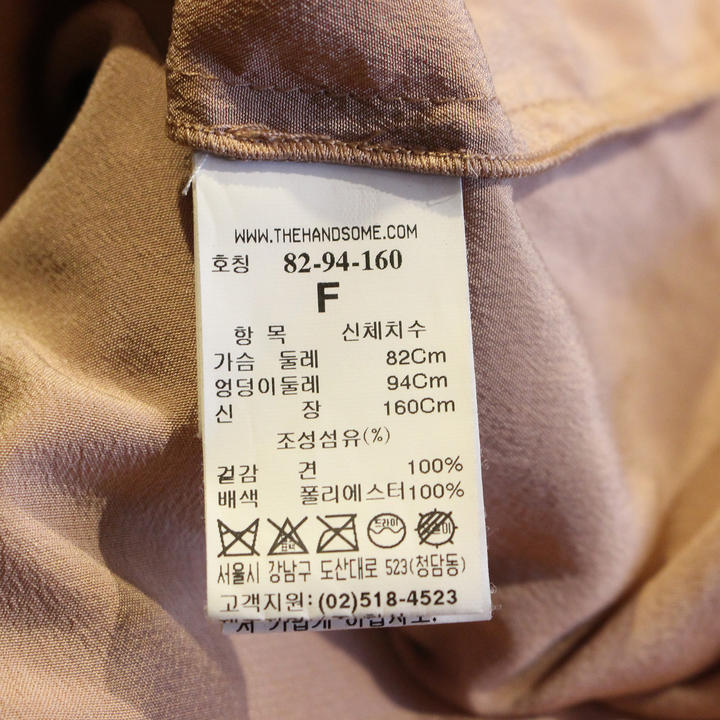 WWW.THEHANDSOME.COM
호칭 82-94-160
F
항 목 신체치수
가슴 둘레 82Cm
엉덩이둘레 94Cm
신 장 160Cm
조성섬유(%)
겉감 견 100%
배색 폴리에스터100%
드라이
서울시 강남구 도산대로 523(청담동)
고객지원:(02)518-4523